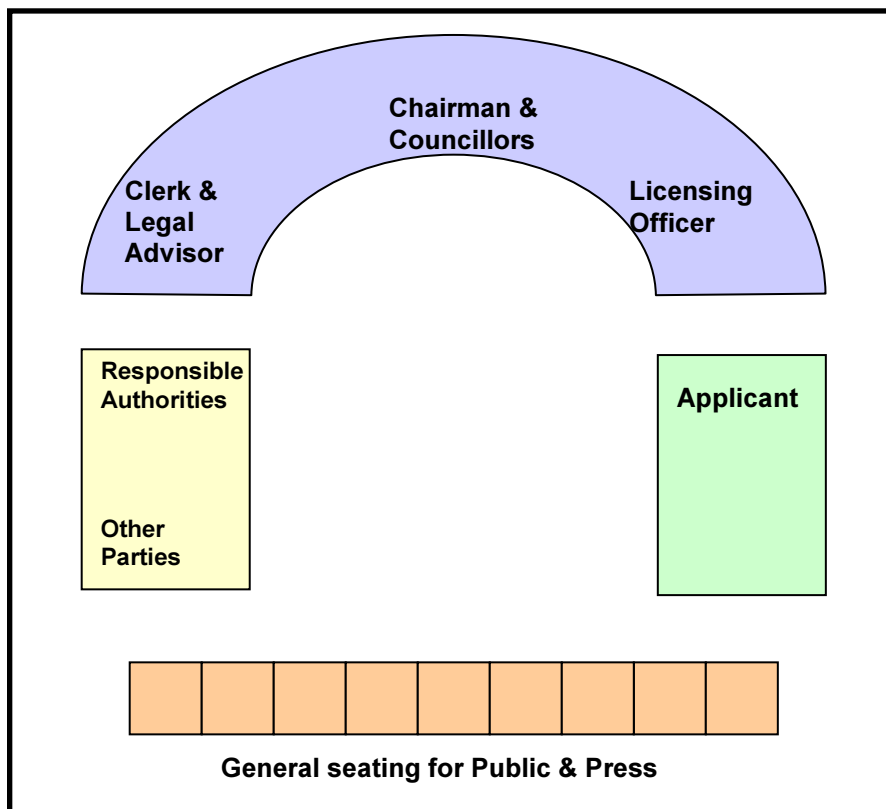 Chairman &
Councillors
Clerk &
Legal
Advisor
Licensing
Officer
Responsible
Authorities
Other
Parties
Applicant
General seating for Public & Press